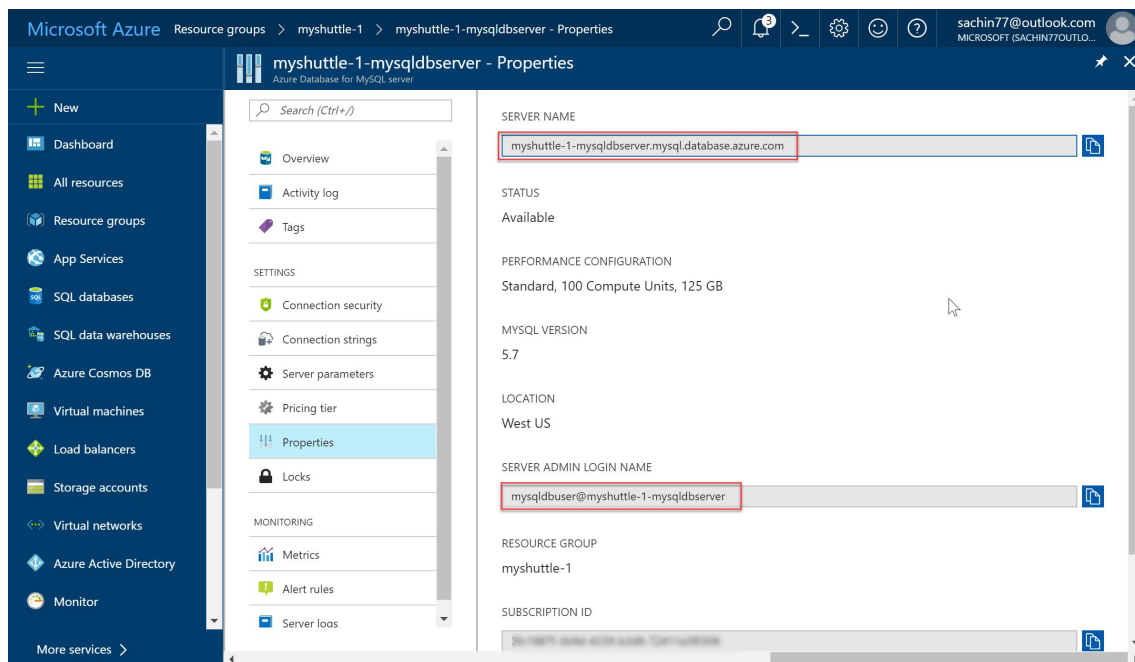 Microsoft Azure Resource groups > myshuttle-1 > myshuttle-1-mysqldbserver - Properties
3
sachin77@outlook.com
MICROSOFT (SACHIN77OUTLO...
myshuttle-1-mysqldbserver - Properties
Azure Database for MySQL server
New
Dashboard
All resources
Resource groups
App Services
SQL databases
SQL data warehouses
Azure Cosmos DB
Virtual machines
Load balancers
Storage accounts
Virtual networks
Azure Active Directory
Monitor
More services >
Search (Ctrl+/)
Overview
Activity log
Tags
SETTINGS
Connection security
Connection strings
Server parameters
Pricing tier
Properties
Locks
MONITORING
Metrics
Alert rules
Server logs
SERVER NAME
myshuttle-1-mysqldbserver.mysql.database.azure.com
STATUS
Available
PERFORMANCE CONFIGURATION
Standard, 100 Compute Units, 125 GB
MYSQL VERSION
5.7
LOCATION
West US
SERVER ADMIN LOGIN NAME
mysqldbuser@myshuttle-1-mysqldbserver
RESOURCE GROUP
myshuttle-1
SUBSCRIPTION ID